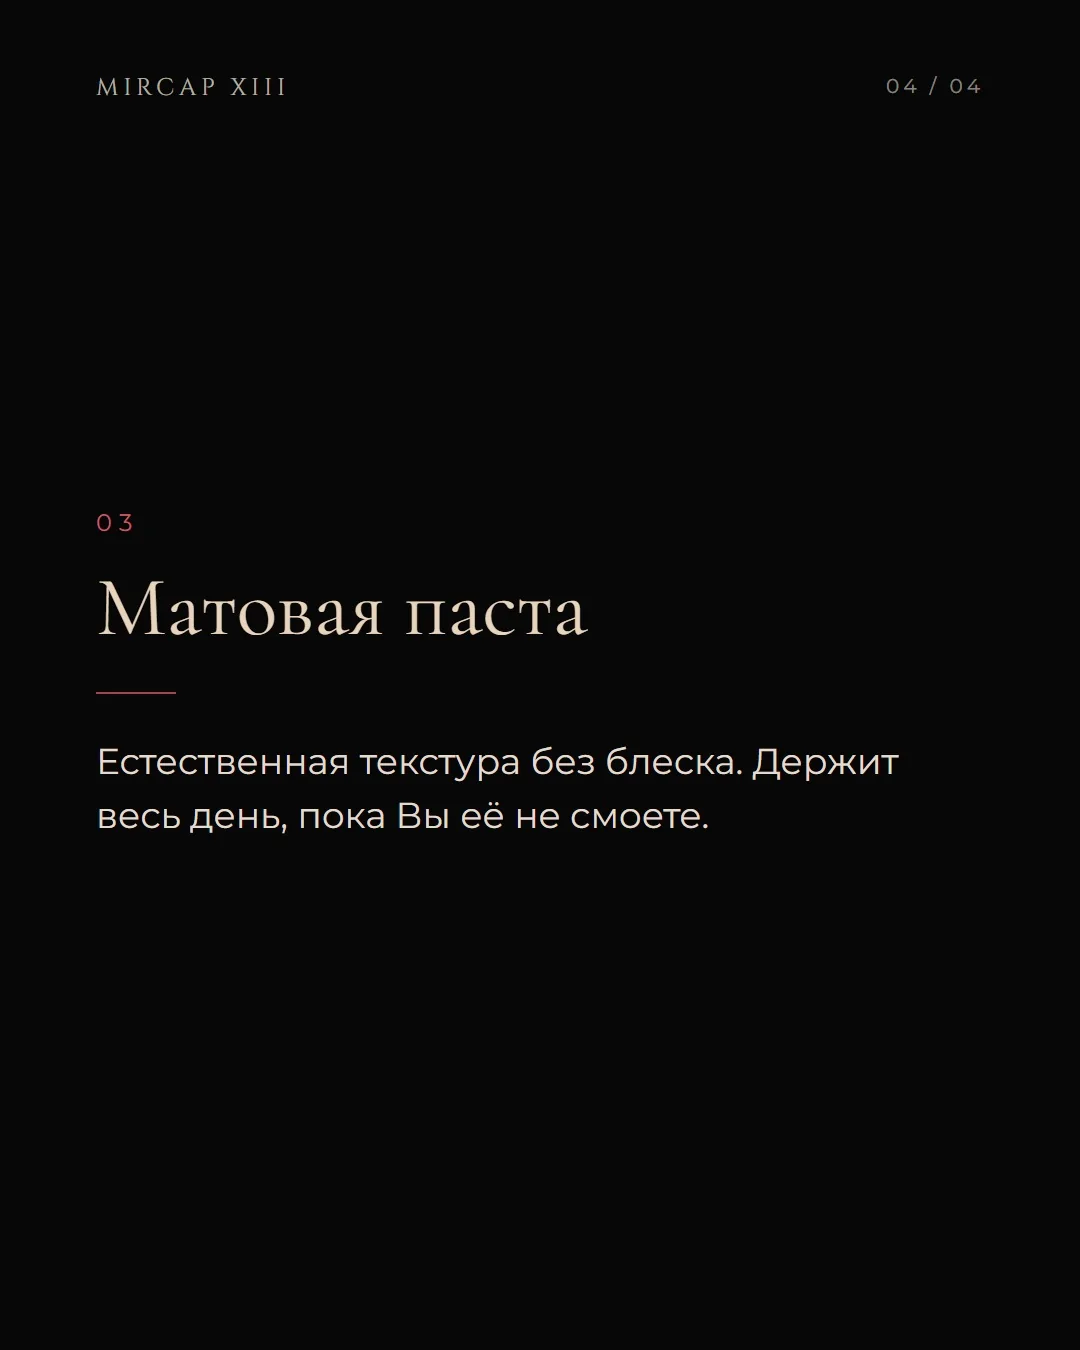 MIRCAP XIII
04 / 04
03
Матовая паста
Естественная текстура без блеска. Держит
весь день, пока Вы её не смоете.